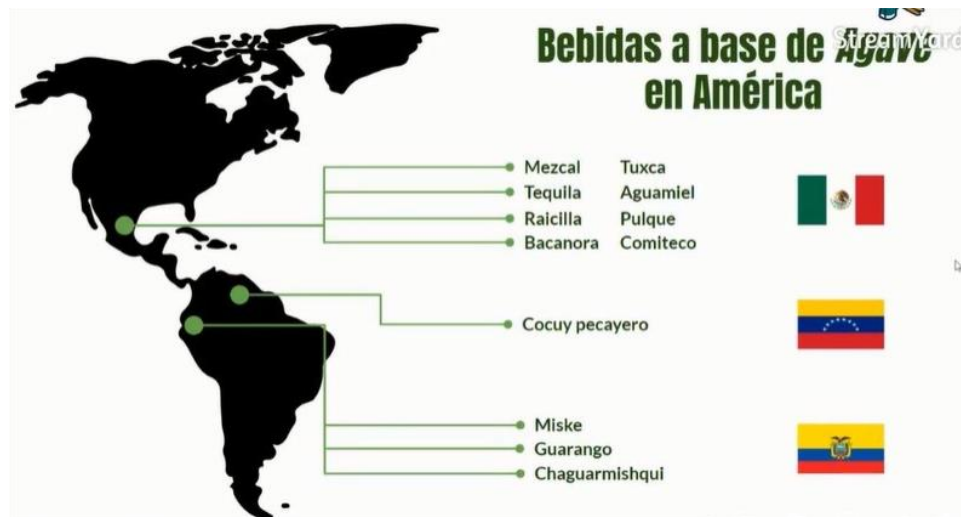 StreamYard
Bebidas a base de Agave
en América
Mezcal Tuxca
Tequila Aguamiel
Raicilla Pulque
Bacanora Comiteco
Cocuy pecayero
Miske
Guarango
Chaguarmishqui